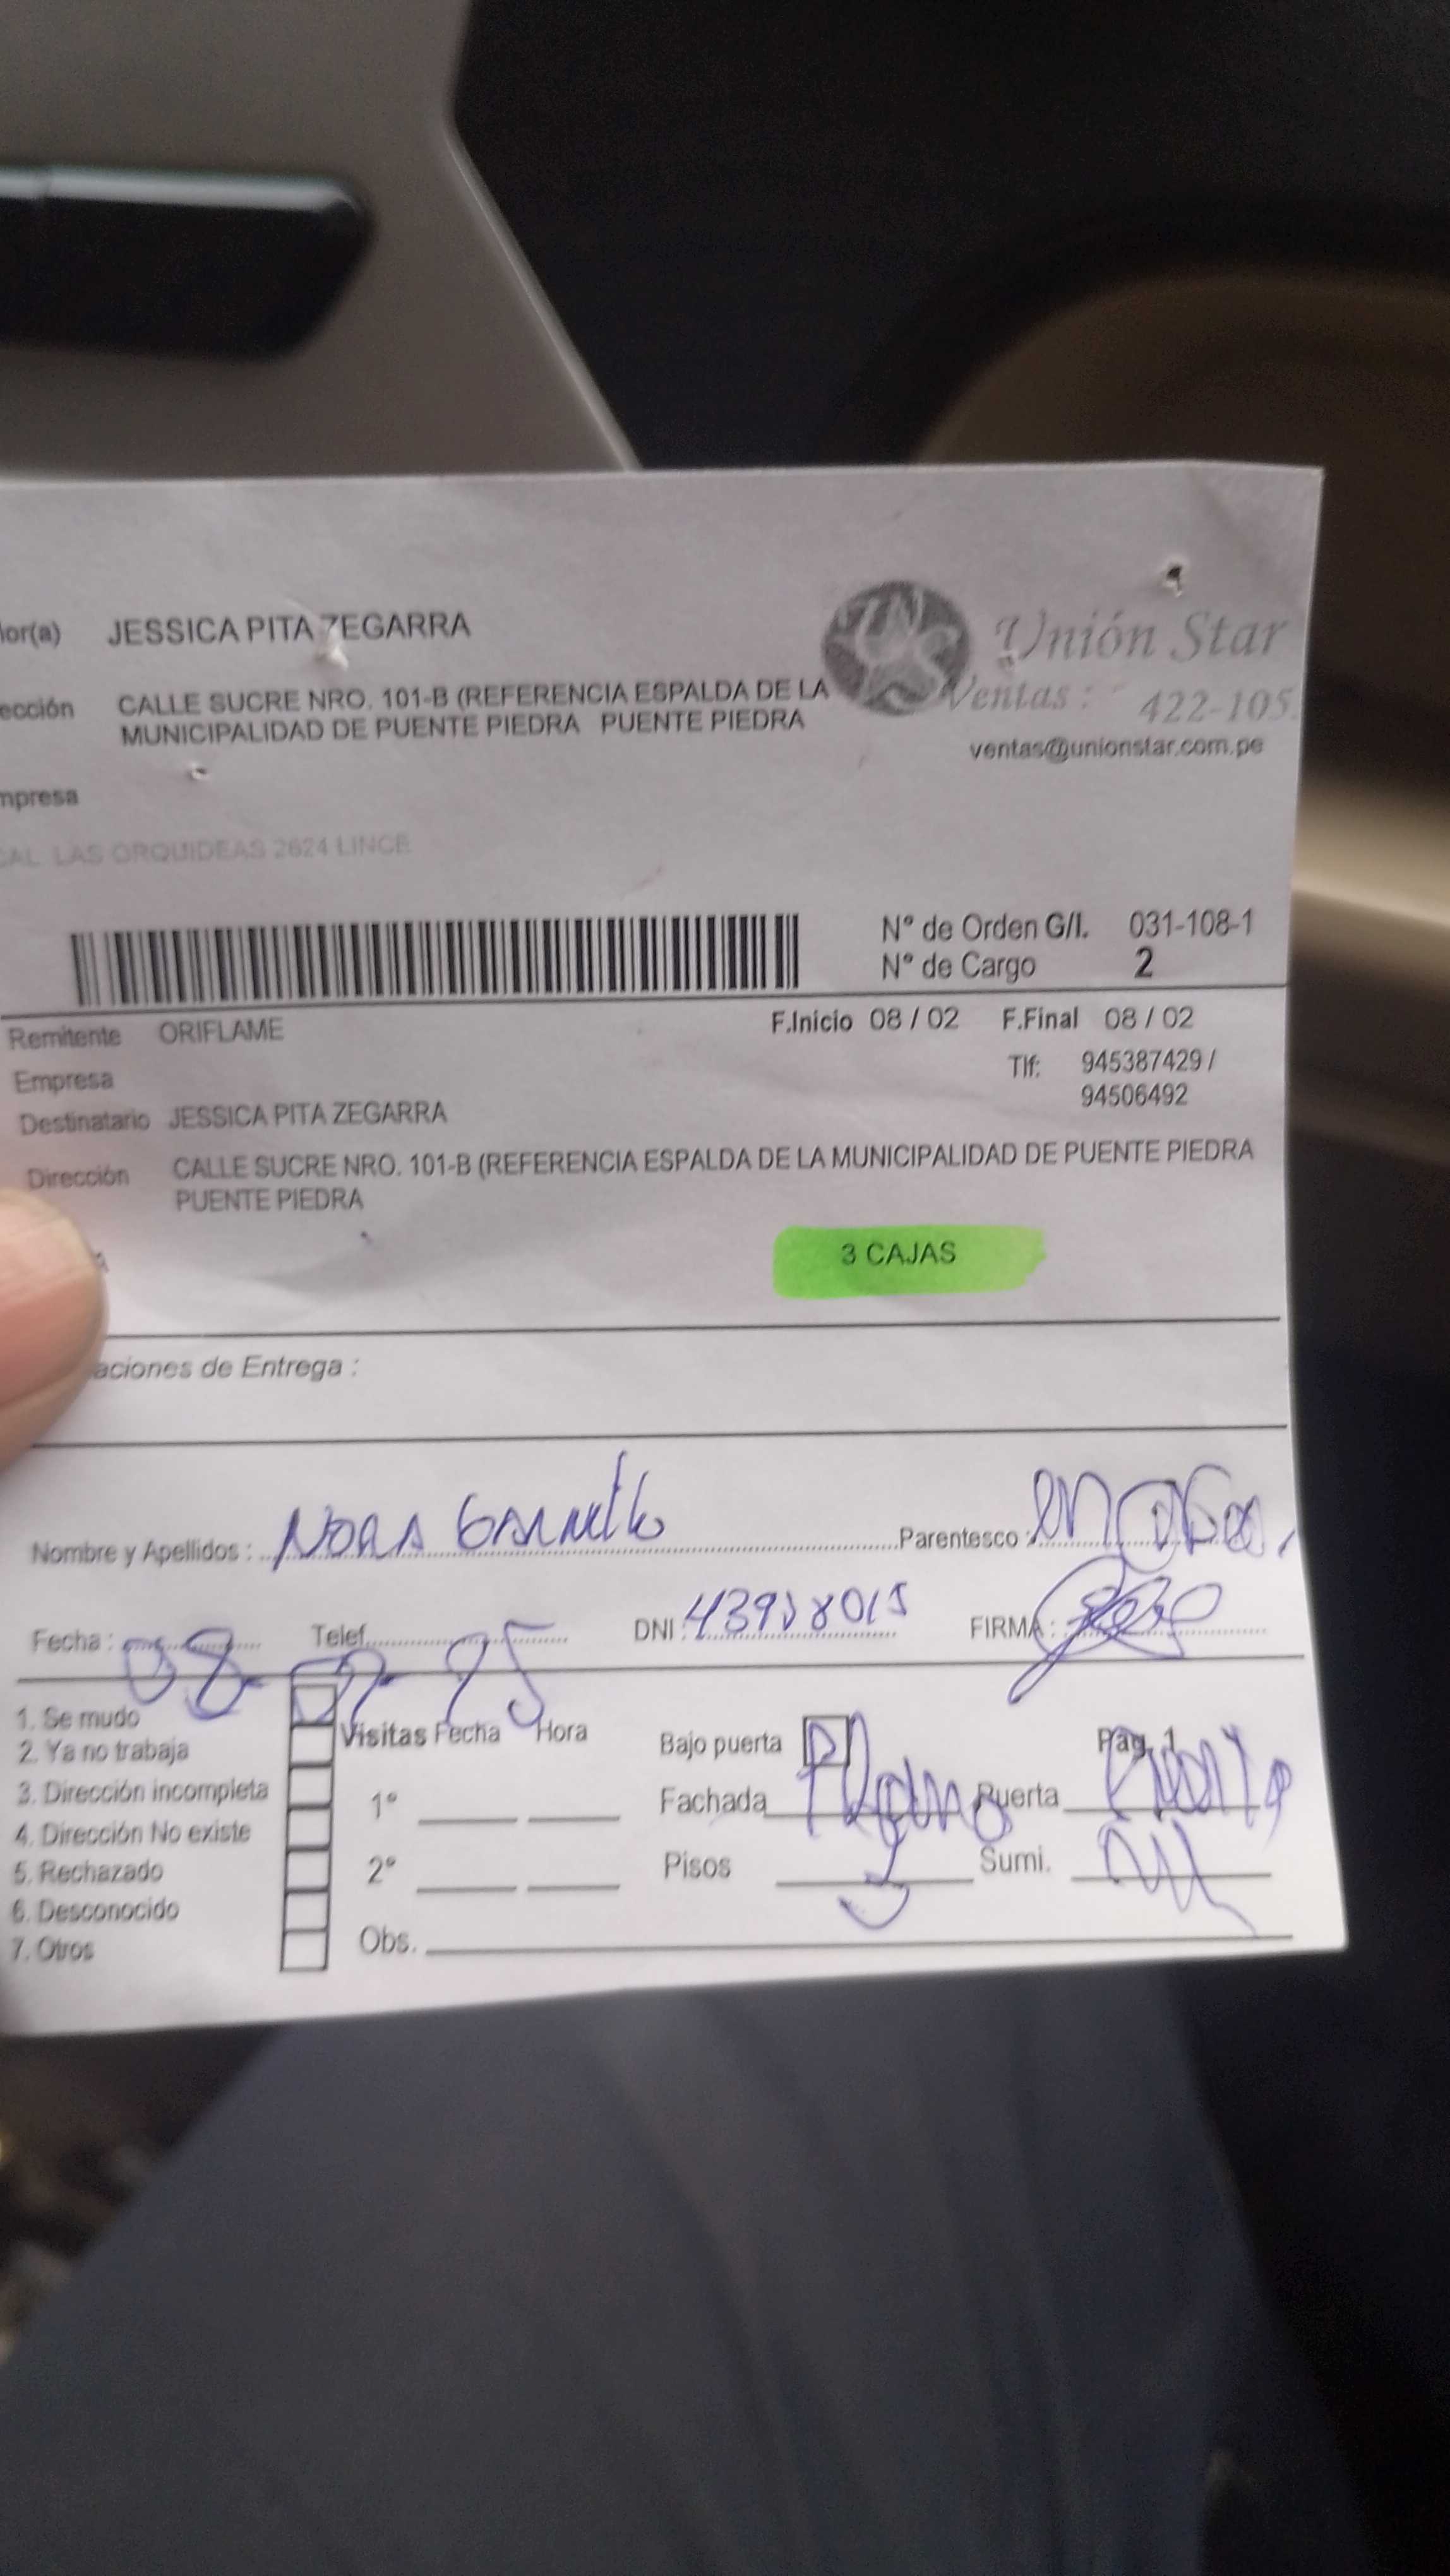 lor(a) JESSICA PITA ZEGARRA
Unión Star
ección CALLE SUCRE NRO. 101-B (REFERENCIA ESPALDA DE LA
MUNICIPALIDAD DE PUENTE PIEDRA PUENTE PIEDRA
Ventas : 422-105
ventas@unionstar.com.pe
mpresa
CAL. LAS ORQUIDEAS 2624 LINCE
N° de Orden G/I. 031-108-1
N° de Cargo 2
Remitente ORIFLAME F.Inicio 08 / 02 F.Final 08 / 02
Empresa Tlf: 945387429 /
94506492
Destinatario JESSICA PITA ZEGARRA
Dirección CALLE SUCRE NRO. 101-B (REFERENCIA ESPALDA DE LA MUNICIPALIDAD DE PUENTE PIEDRA
PUENTE PIEDRA
3 CAJAS
aciones de Entrega :
Nombre y Apellidos : Nora Parentesco :
Fecha : 08- Telef. 25 DNI : FIRMA :
1. Se mudo
2. Ya no trabaja
3. Dirección incompleta
4. Dirección No existe
5. Rechazado
6. Desconocido
7. Otros
Visitas Fecha Hora
1°
2°
Obs.
Bajo puerta Pág. 1
Fachada Puerta
Pisos Sumi.